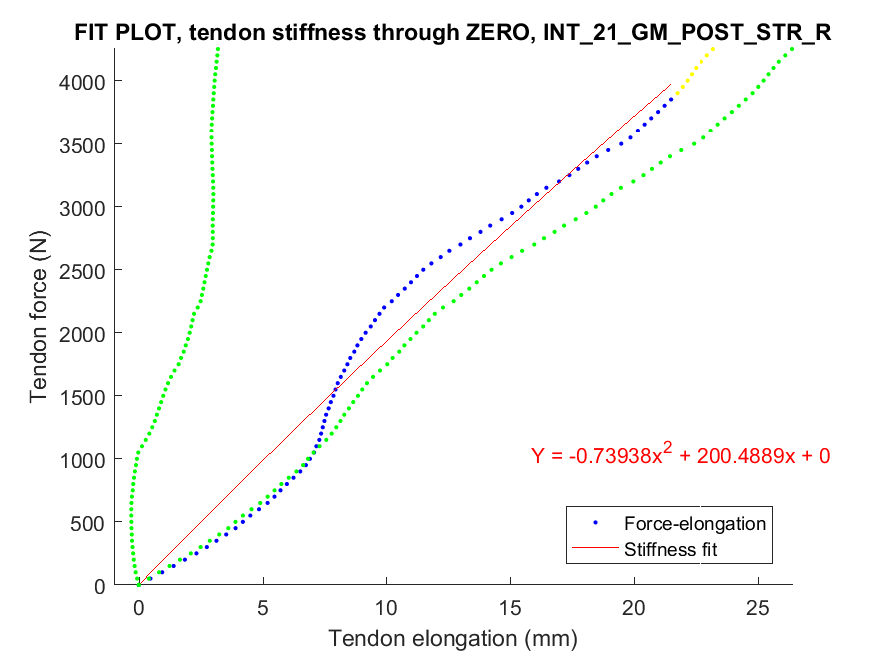 FIT PLOT, tendon stiffness through ZERO, INT_21_GM_POST_STR_R
4000
3500
3000
2500
2000
1500
1000
500
0
Tendon force (N)
Y = -0.73938x² + 200.4889x + 0
Force-elongation
Stiffness fit
0 5 10 15 20 25
Tendon elongation (mm)